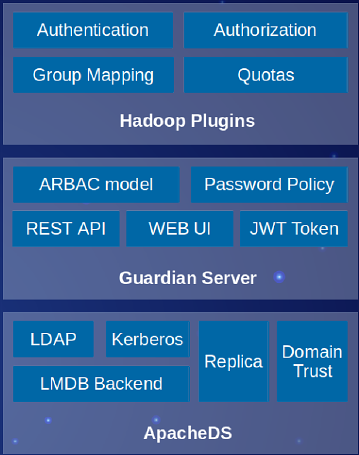 Authentication
Authorization
Group Mapping
Quotas
Hadoop Plugins
ARBAC model
Password Policy
REST API
WEB UI
JWT Token
Guardian Server
LDAP
Kerberos
Replica
Domain
Trust
LMDB Backend
ApacheDS